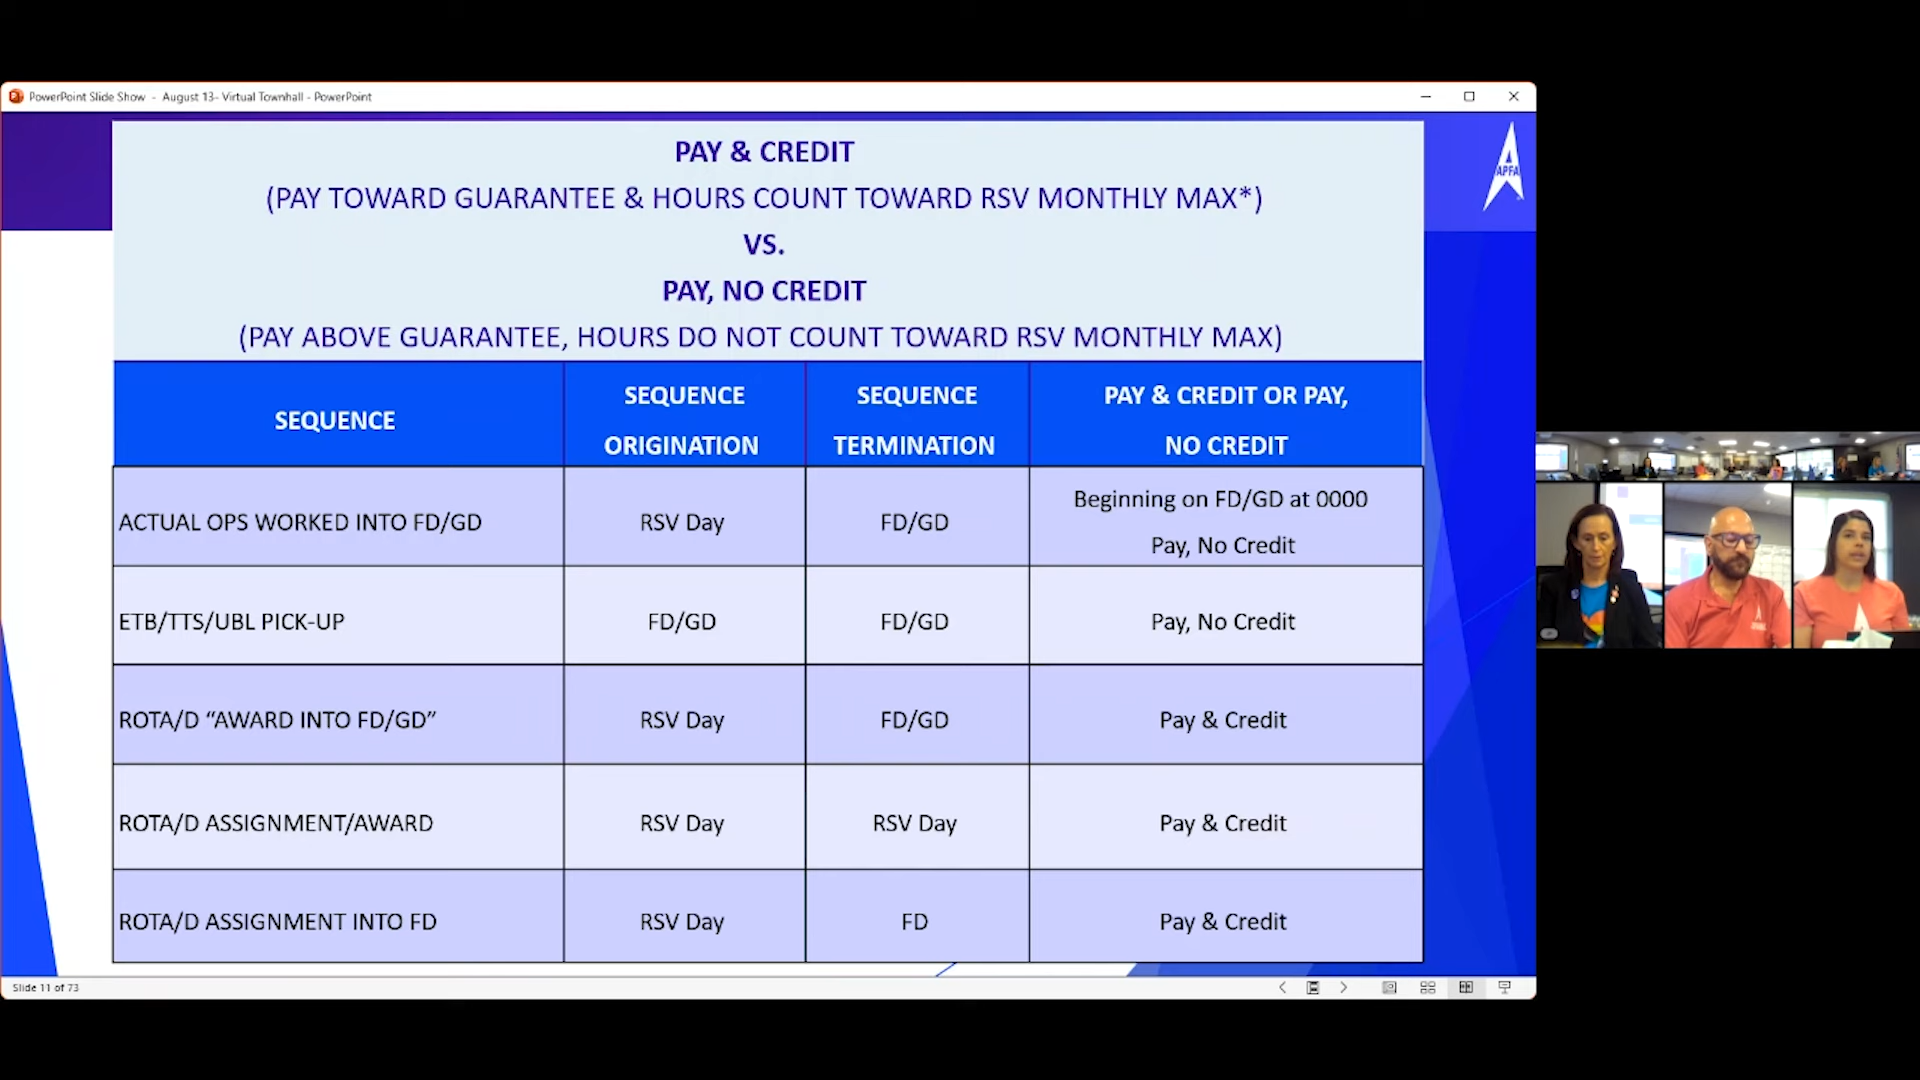 PowerPoint Slide Show - August 13- Virtual Townhall - PowerPoint
PAY & CREDIT
(PAY TOWARD GUARANTEE & HOURS COUNT TOWARD RSV MONTHLY MAX*)
VS.
PAY, NO CREDIT
(PAY ABOVE GUARANTEE, HOURS DO NOT COUNT TOWARD RSV MONTHLY MAX)
APFA
SEQUENCE
SEQUENCE
ORIGINATION
SEQUENCE
TERMINATION
PAY & CREDIT OR PAY,
NO CREDIT
ACTUAL OPS WORKED INTO FD/GD
RSV Day
FD/GD
Beginning on FD/GD at 0000
Pay, No Credit
ETB/TTS/UBL PICK-UP
FD/GD
FD/GD
Pay, No Credit
ROTA/D “AWARD INTO FD/GD”
RSV Day
FD/GD
Pay & Credit
ROTA/D ASSIGNMENT/AWARD
RSV Day
RSV Day
Pay & Credit
ROTA/D ASSIGNMENT INTO FD
RSV Day
FD
Pay & Credit
Slide 11 of 73